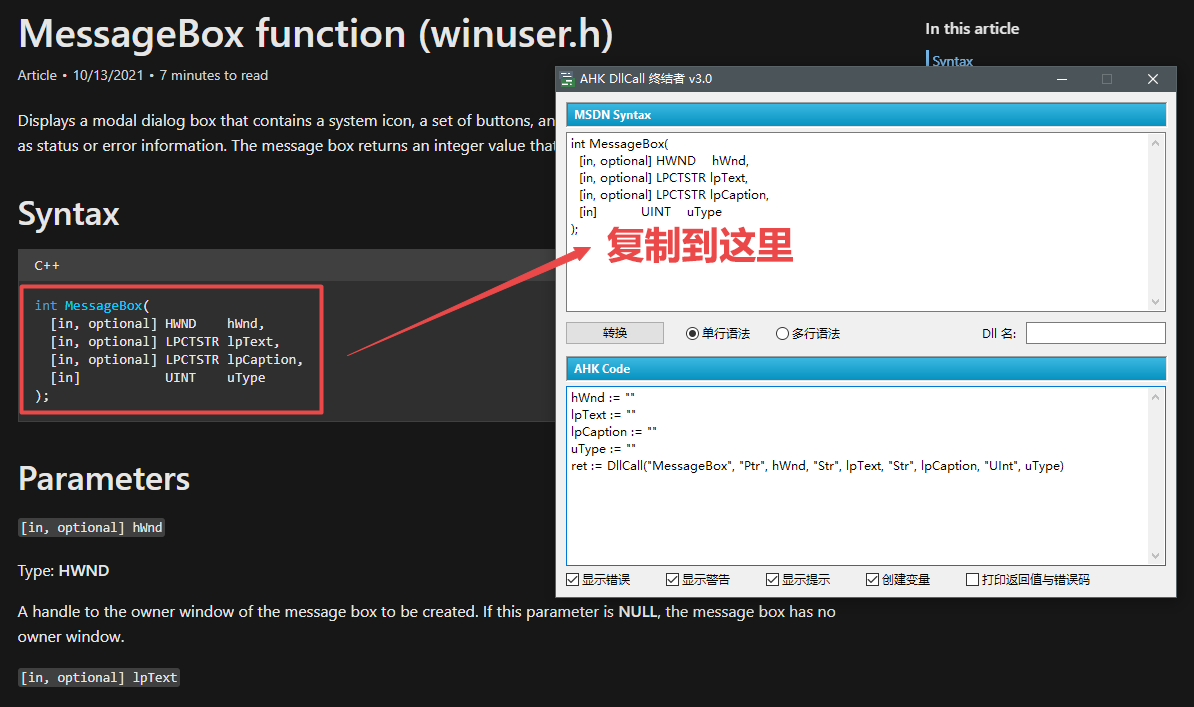 MessageBox function (winuser.h)
Article • 10/13/2021 • 7 minutes to read
Displays a modal dialog box that contains a system icon, a set of buttons, an
as status or error information. The message box returns an integer value that
Syntax
C++
int MessageBox(
  [in, optional] HWND    hWnd,
  [in, optional] LPCTSTR lpText,
  [in, optional] LPCTSTR lpCaption,
  [in]           UINT    uType
);
Parameters
[in, optional] hWnd
Type: HWND
A handle to the owner window of the message box to be created. If this parameter is NULL, the message box has no
owner window.
[in, optional] lpText
In this article
Syntax
AHK DllCall 终结者 v3.0
MSDN Syntax
int MessageBox(
  [in, optional] HWND    hWnd,
  [in, optional] LPCTSTR lpText,
  [in, optional] LPCTSTR lpCaption,
  [in]           UINT    uType
);
复制到这里
转换 单行语法 多行语法 Dll 名:
AHK Code
hWnd := ""
lpText := ""
lpCaption := ""
uType := ""
ret := DllCall("MessageBox", "Ptr", hWnd, "Str", lpText, "Str", lpCaption, "UInt", uType)
显示错误 显示警告 显示提示 创建变量 打印返回值与错误码